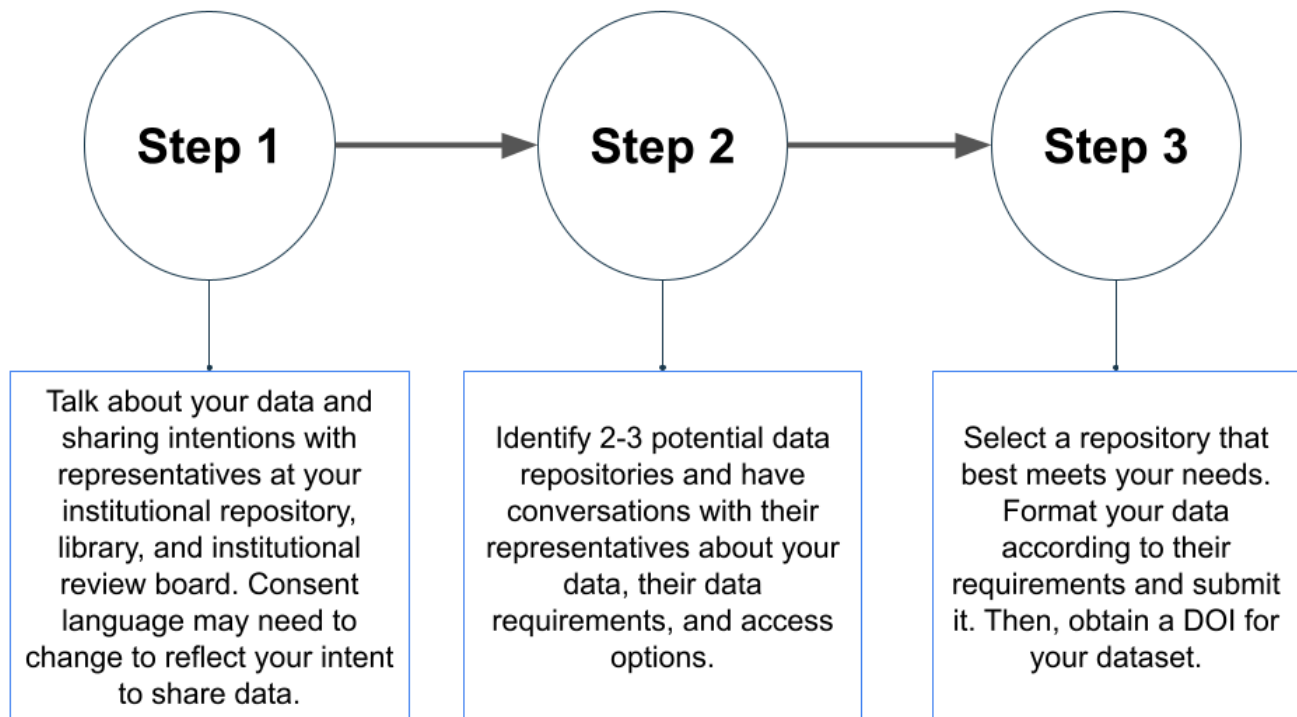 Step 1
Step 2
Step 3
Talk about your data and
sharing intentions with
representatives at your
institutional repository,
library, and institutional
review board. Consent
language may need to
change to reflect your intent
to share data.
Identify 2-3 potential data
repositories and have
conversations with their
representatives about your
data, their data
requirements, and access
options.
Select a repository that
best meets your needs.
Format your data
according to their
requirements and submit
it. Then, obtain a DOI for
your dataset.